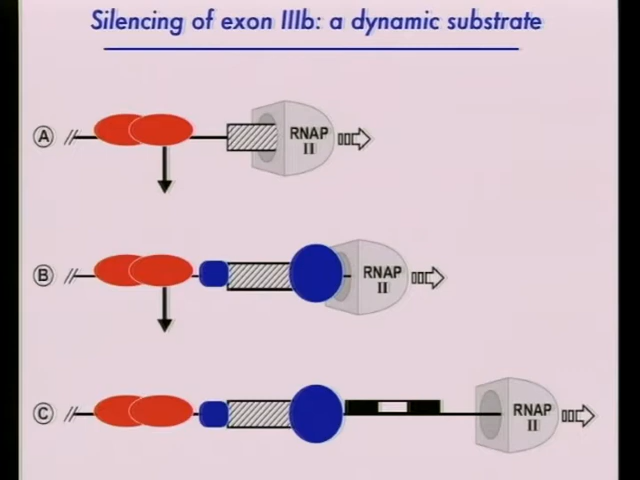 Silencing of exon IIIb: a dynamic substrate
A
RNAP
II
B
RNAP
II
C
RNAP
II